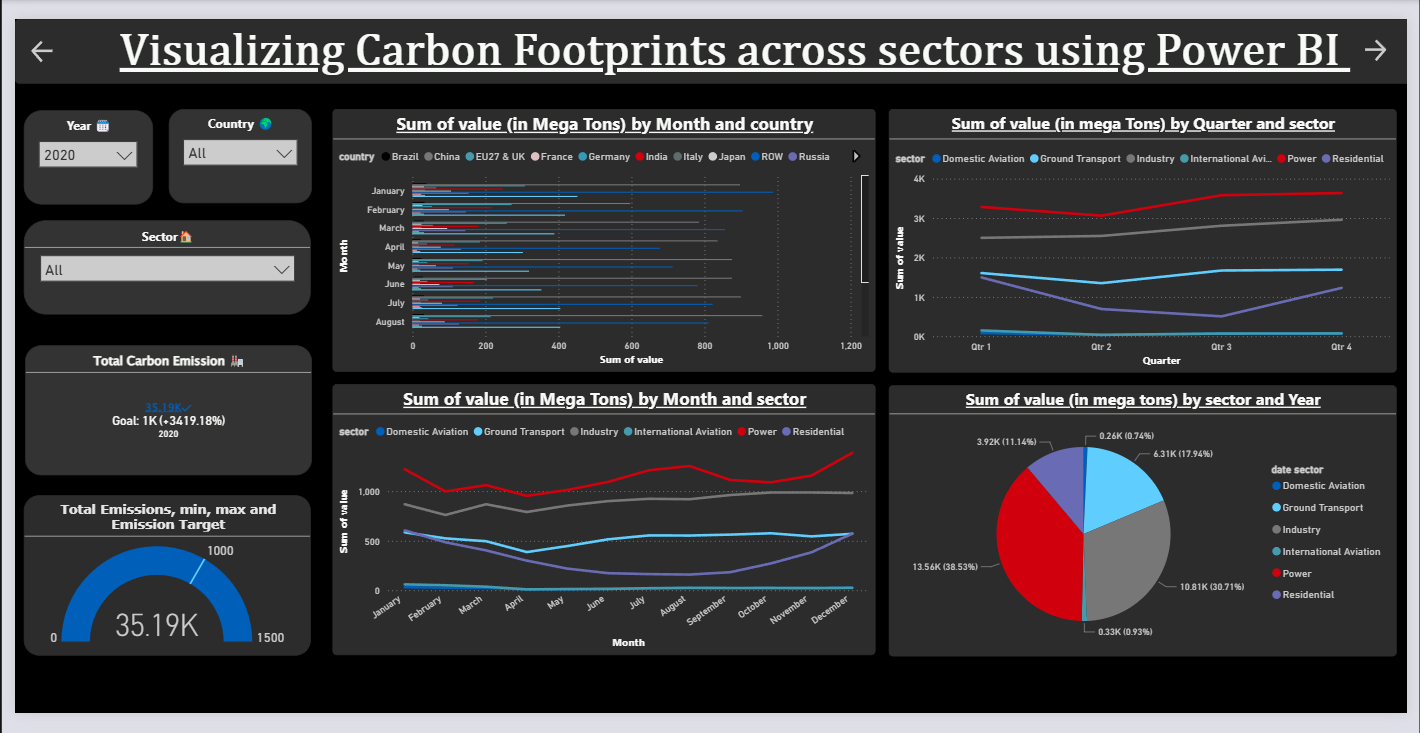 Visualizing Carbon Footprints across sectors using Power BI
Year
2020
Country
All
Sector
All
Total Carbon Emission
35.19K
Goal: 1K (+3419.18%)
2020
Total Emissions, min, max and
Emission Target
1000
35.19K
0
1500
Sum of value (in Mega Tons) by Month and country
country Brazil China EU27 & UK France Germany India Italy Japan ROW Russia
Month
January
February
March
April
May
June
July
August
0 200 400 600 800 1,000 1,200
Sum of value
Sum of value (in mega Tons) by Quarter and sector
sector Domestic Aviation Ground Transport Industry International Avi... Power Residential
Sum of value
4K
3K
2K
1K
0K
Qtr 1 Qtr 2 Qtr 3 Qtr 4
Quarter
Sum of value (in Mega Tons) by Month and sector
sector Domestic Aviation Ground Transport Industry International Aviation Power Residential
Sum of value
1,000
500
0
January February March April May June July August September October November December
Month
Sum of value (in mega tons) by sector and Year
0.26K (0.74%)
3.92K (11.14%)
6.31K (17.94%)
13.56K (38.53%)
10.81K (30.71%)
0.33K (0.93%)
date sector
Domestic Aviation
Ground Transport
Industry
International Aviation
Power
Residential